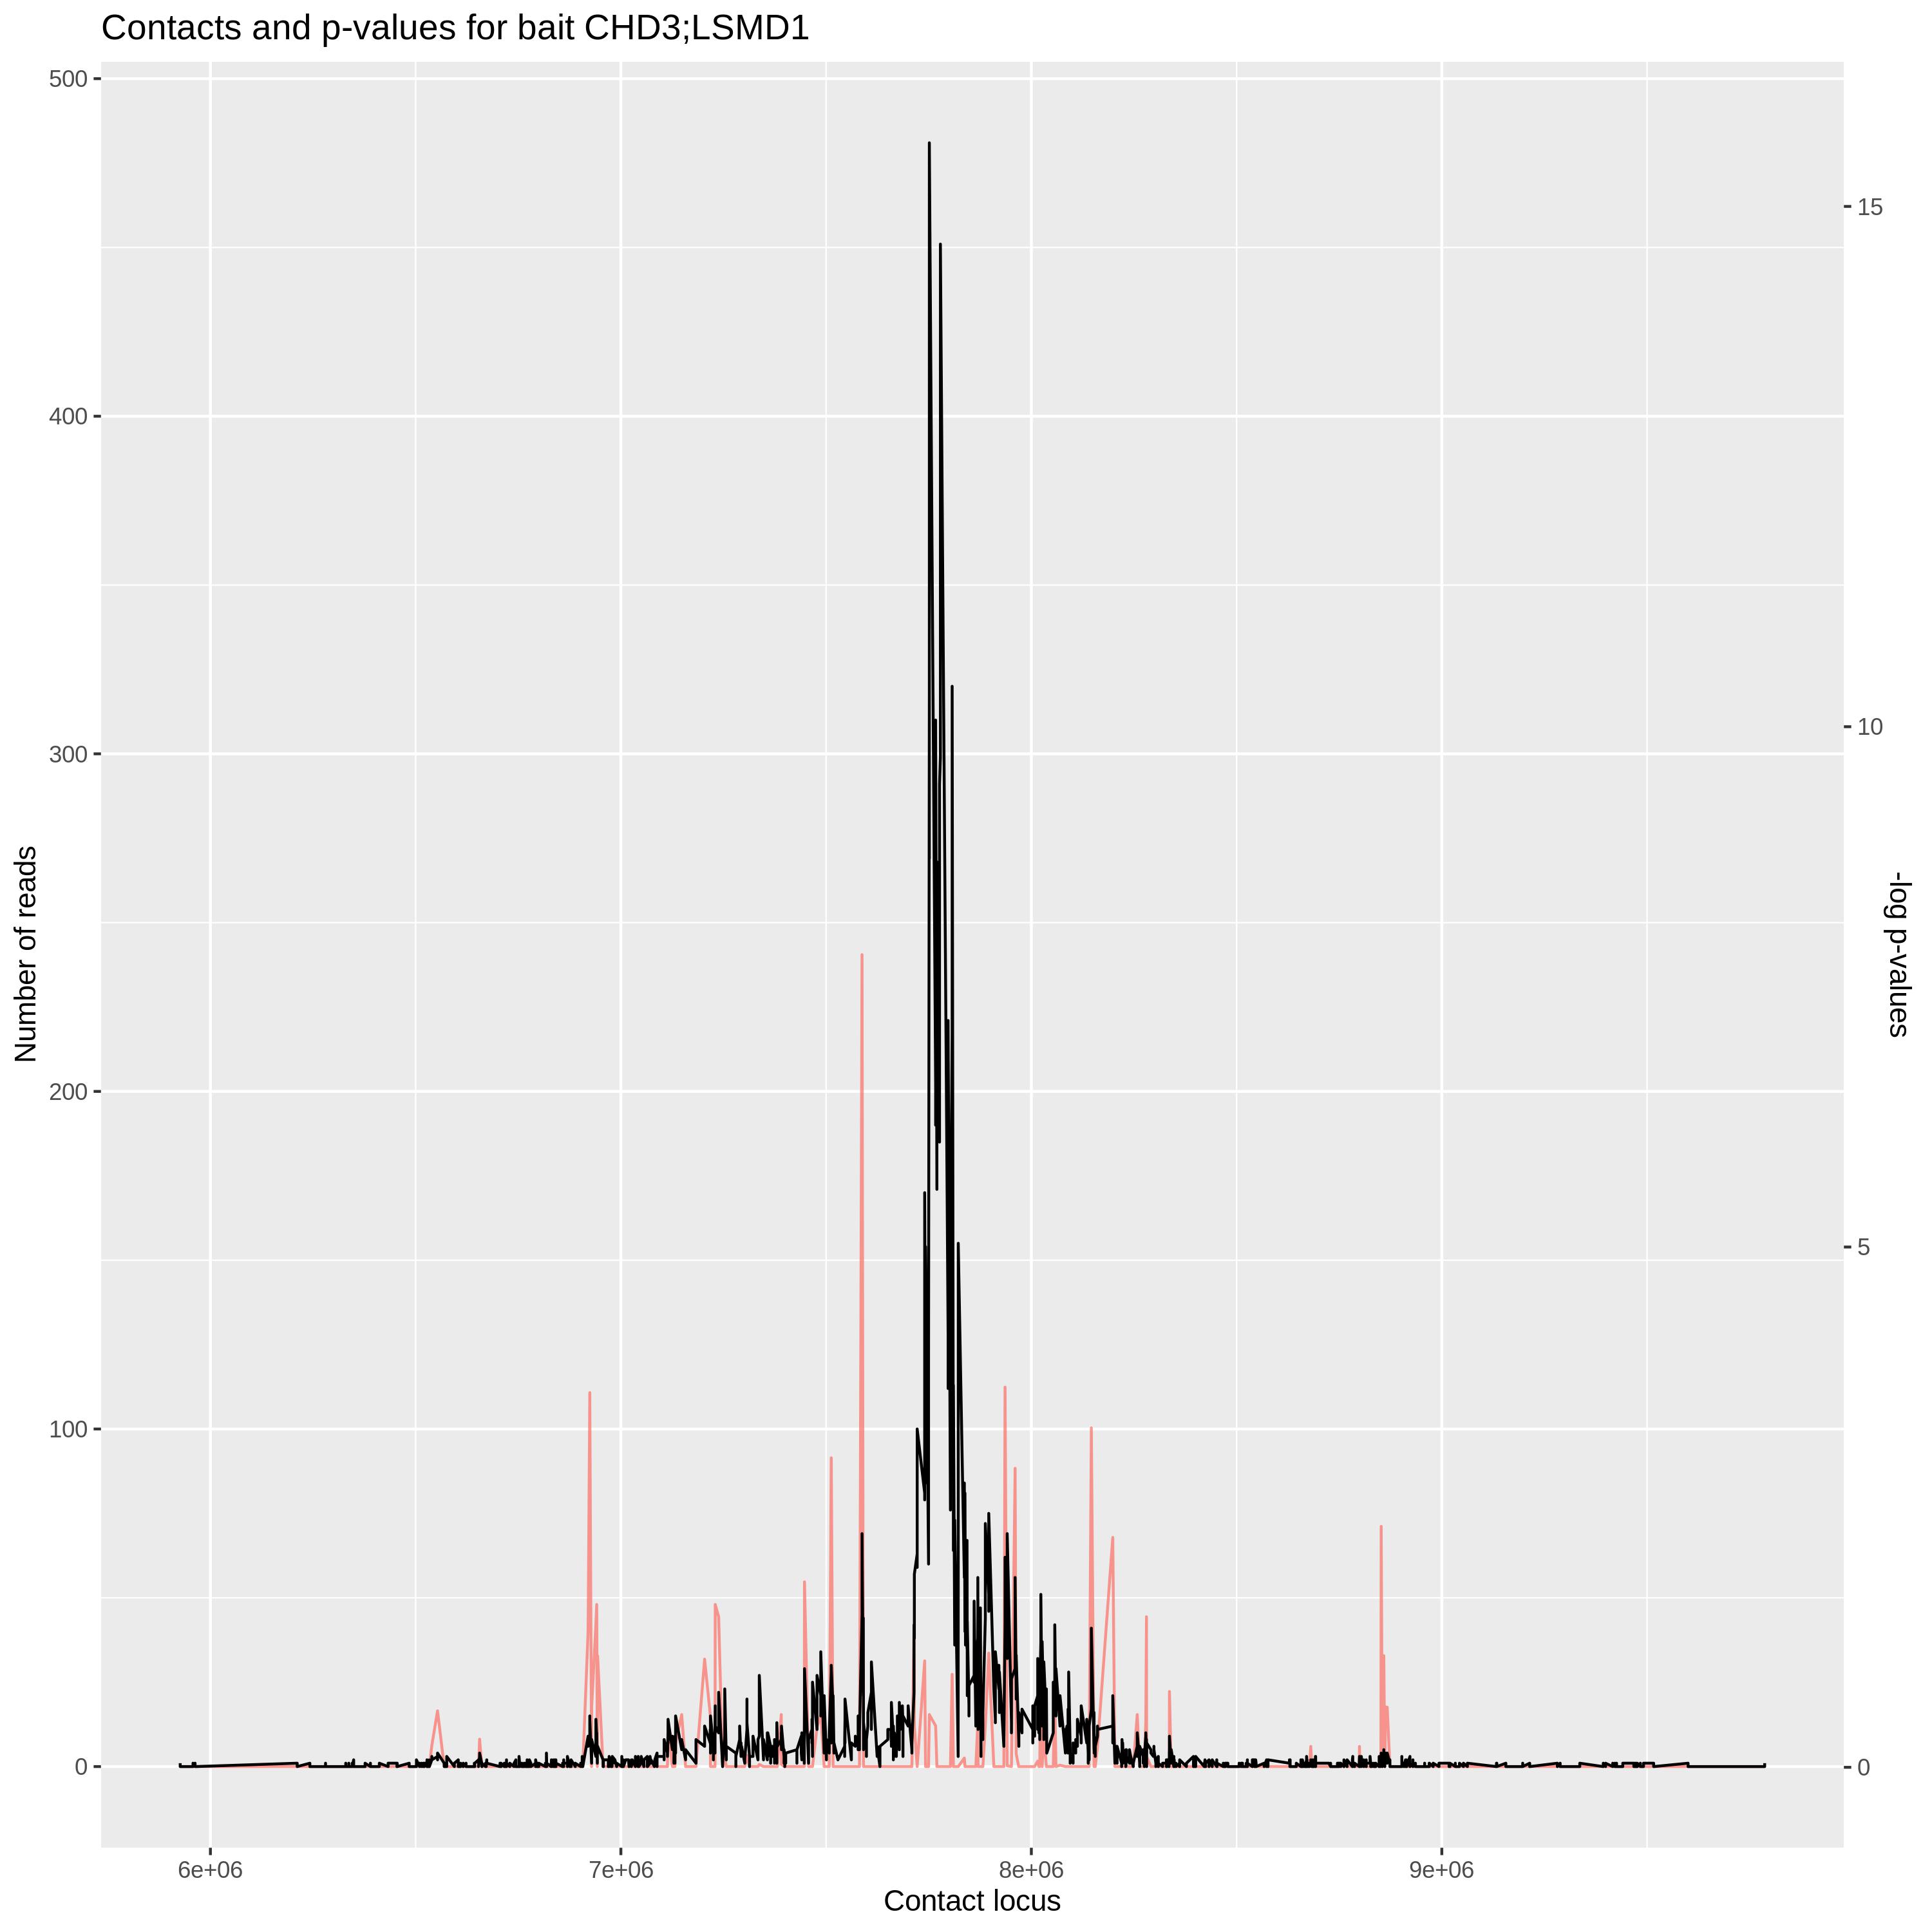 Contacts and p-values for bait CHD3;LSMD1
500
400
300
200
100
0
Number of reads
15
10
5
0
-log p-values
6e+06
7e+06
8e+06
9e+06
Contact locus